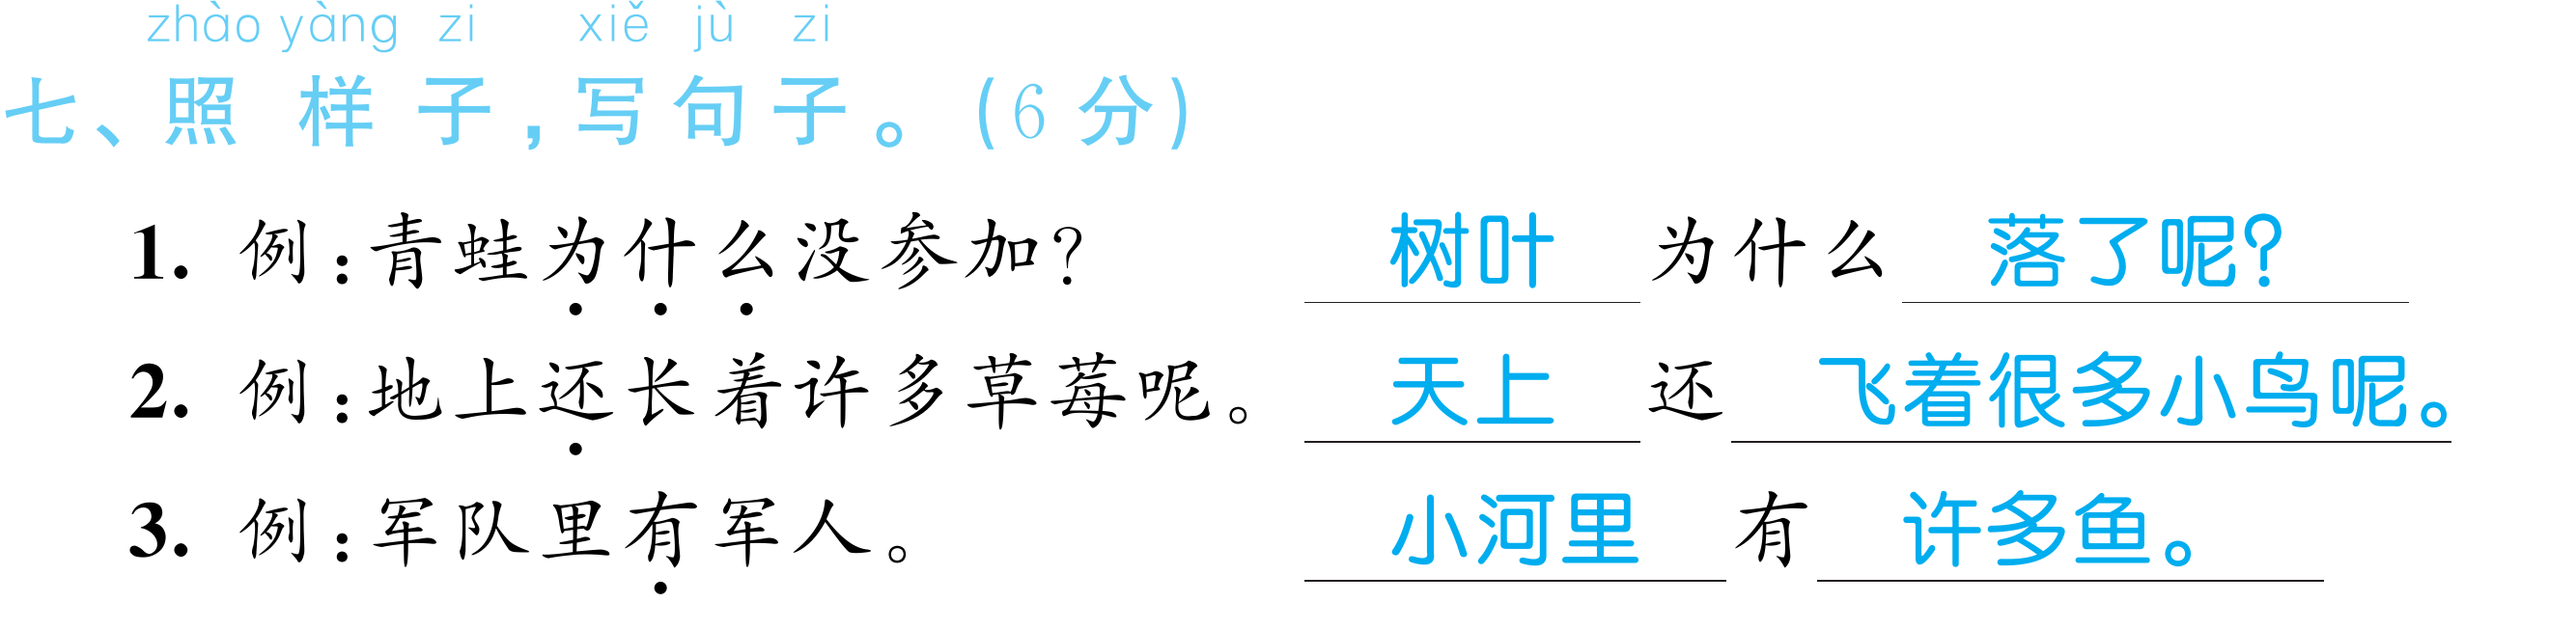 zhào yàng zi xiě jù zi
七、照样子,写句子。(6分)
1. 例:青蛙为什么没参加? 树叶为什么落了呢?
2. 例:地上还长着许多草莓呢。 天上还飞着很多小鸟呢。
3. 例:军队里有军人。 小河里有许多鱼。